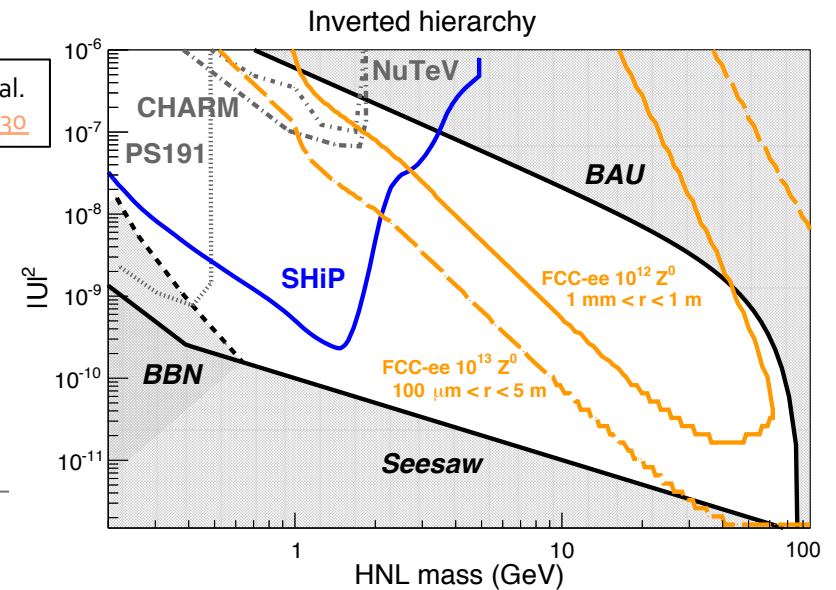 Inverted hierarchy
al.
30
|U|²
10⁻⁶
10⁻⁷
10⁻⁸
10⁻⁹
10⁻¹⁰
10⁻¹¹
NuTeV
CHARM
PS191
BAU
SHiP
FCC-ee 10¹² Z⁰
1 mm < r < 1 m
FCC-ee 10¹³ Z⁰
100 μm < r < 5 m
BBN
Seesaw
1
10
100
HNL mass (GeV)